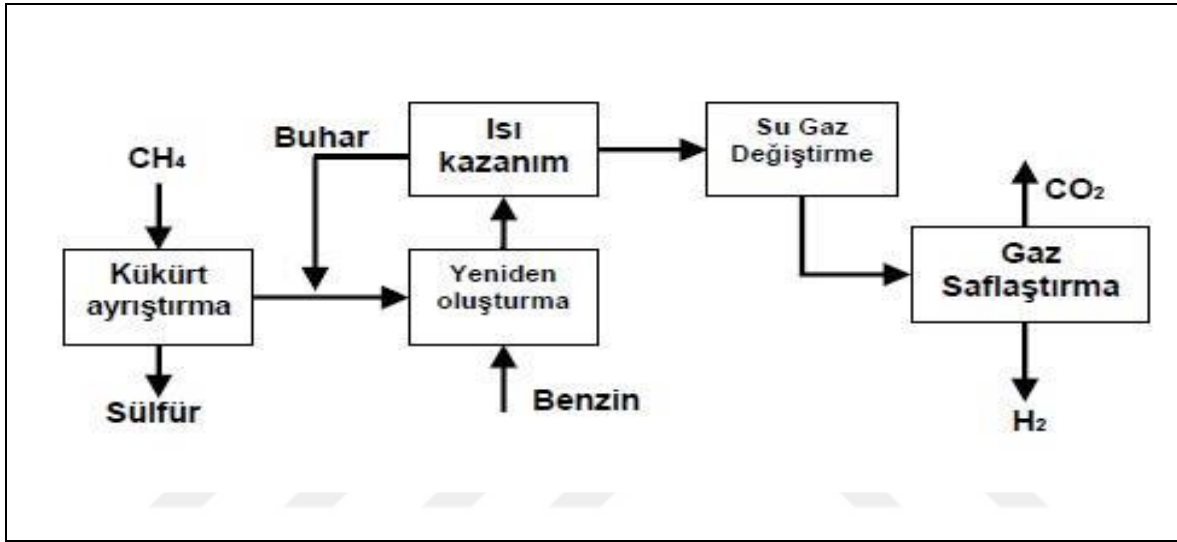 CH₄
Kükürt
ayrıştırma
Sülfür
Buhar
Isı
kazanım
Yeniden
oluşturma
Benzin
Su Gaz
Değiştirme
CO₂
Gaz
Saflaştırma
H₂